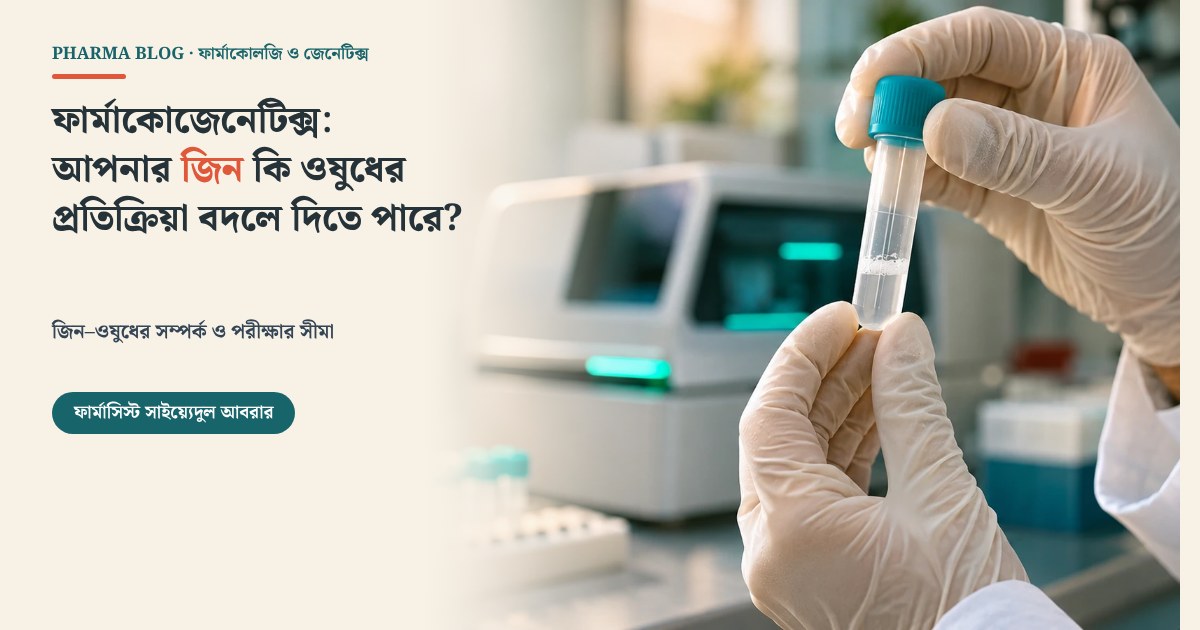 PHARMA BLOG · ফার্মাকোলজি ও জেনেটিক্স
ফার্মাকোজেনেটিক্স:
আপনার জিন কি ওষুধের
প্রতিক্রিয়া বদলে দিতে পারে?
জিন–ওষুধের সম্পর্ক ও পরীক্ষার সীমা
ফার্মাসিস্ট সাইয়্যেদুল আবরার